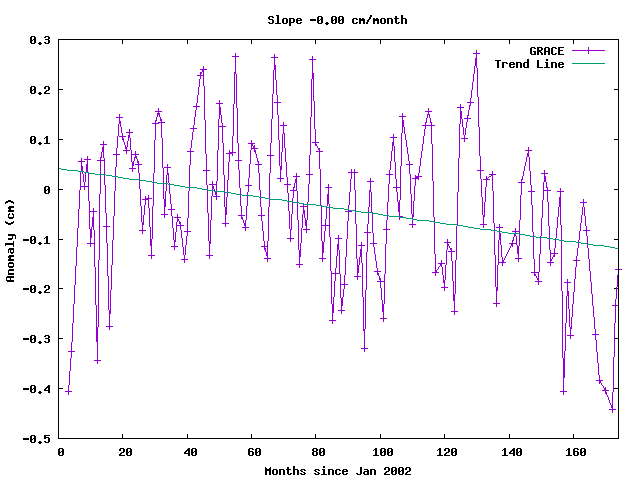 Slope -0.00 cm/month
0.3
GRACE
Trend Line
0.2
0.1
0
-0.1
-0.2
-0.3
-0.4
-0.5
Anomaly (cm)
0 20 40 60 80 100 120 140 160
Months since Jan 2002